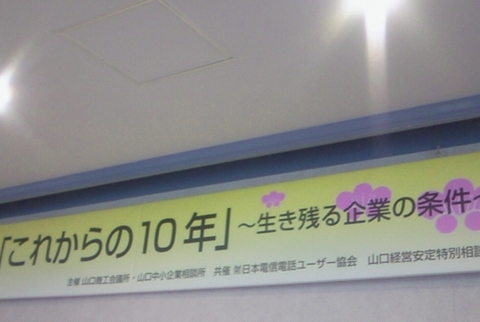 「これからの10年」～生き残る企業の条件～
主催 山口商工会議所・山口中小企業相談所 共催 財日本電信電話ユーザー協会 山口経営安定特別相談